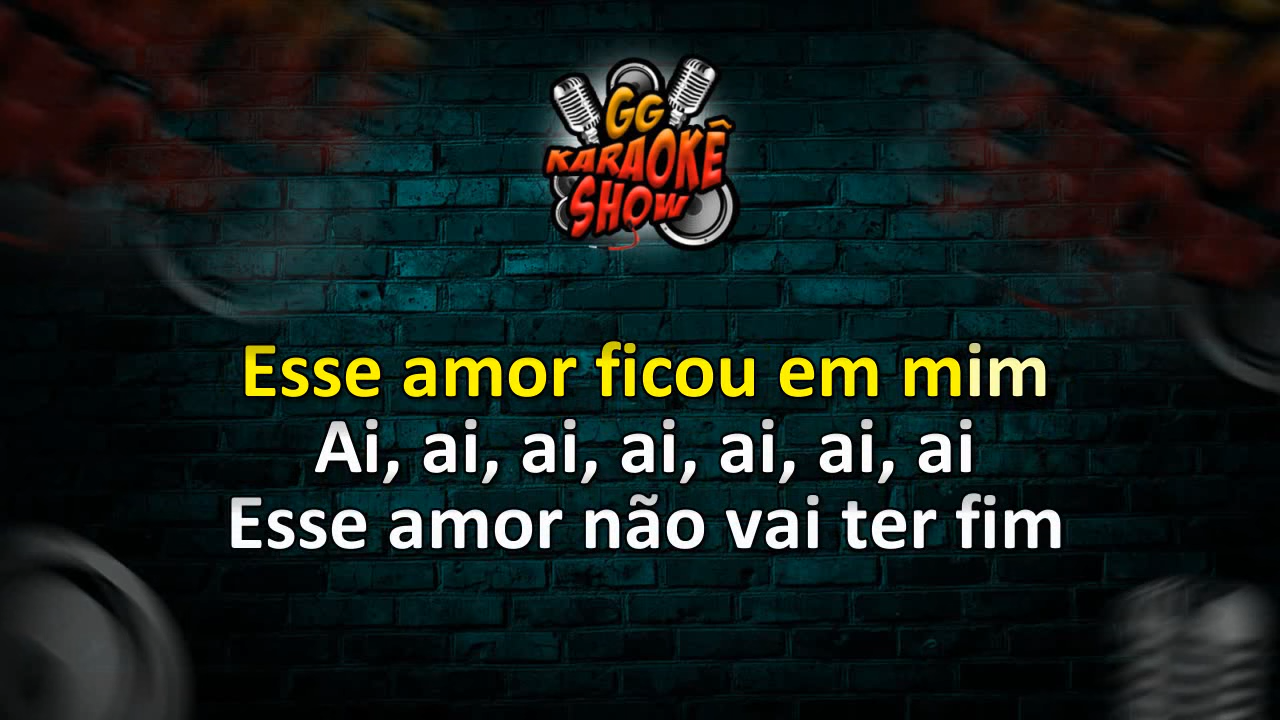 GG
KARAOKÊ
SHOW
Esse amor ficou em mim
Ai, ai, ai, ai, ai, ai, ai
Esse amor não vai ter fim